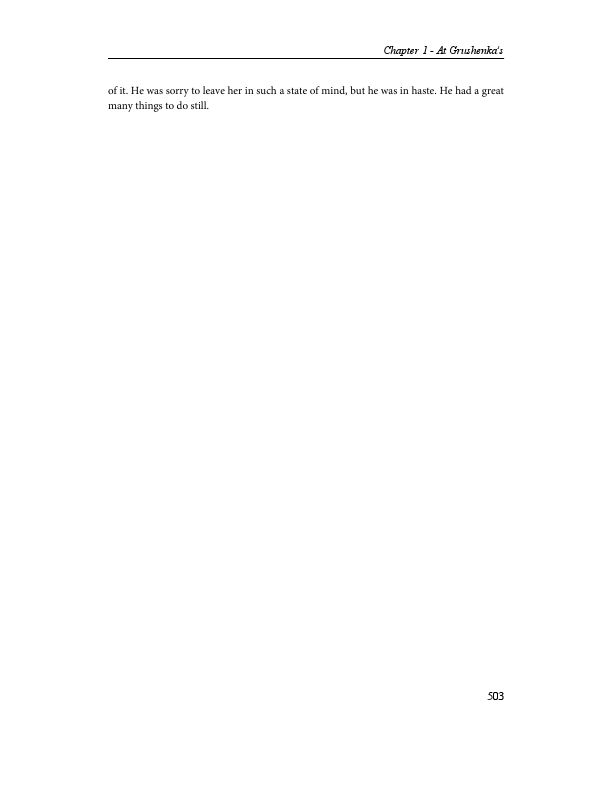 Chapter 1 - At Grushenka's
of it. He was sorry to leave her in such a state of mind, but he was in haste. He had a great
many things to do still.
503